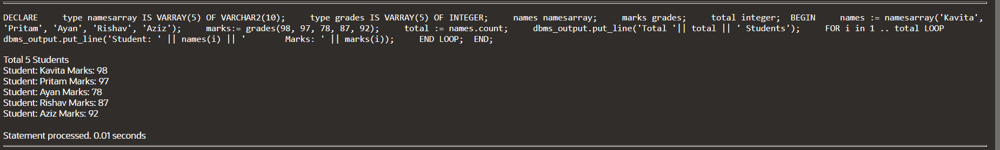 DECLARE     type namesarray IS VARRAY(5) OF VARCHAR2(10);     type grades IS VARRAY(5) OF INTEGER;     names namesarray;     marks grades;     total integer;  BEGIN     names := namesarray('Kavita',
'Pritam', 'Ayan', 'Rishav', 'Aziz');     marks:= grades(98, 97, 78, 87, 92);     total := names.count;     dbms_output.put_line('Total '|| total || ' Students');     FOR i in 1 .. total LOOP
dbms_output.put_line('Student: ' || names(i) || '        Marks: ' || marks(i));     END LOOP;  END;
Total 5 Students
Student: Kavita Marks: 98
Student: Pritam Marks: 97
Student: Ayan Marks: 78
Student: Rishav Marks: 87
Student: Aziz Marks: 92
Statement processed. 0.01 seconds